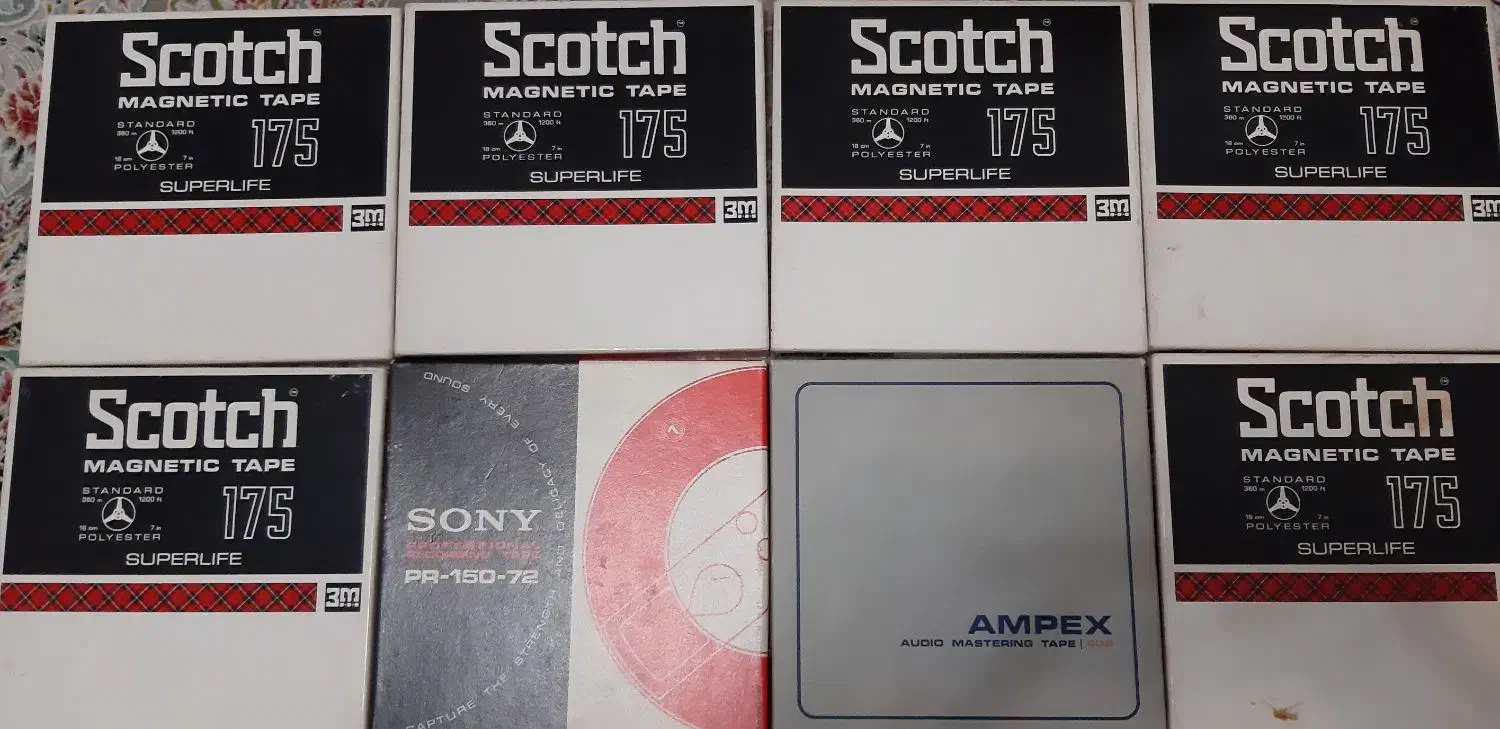 Scotch
MAGNETIC TAPE
STANDARD
360 m 1200 ft
18 cm 7 in
POLYESTER
175
SUPERLIFE
3M
Scotch
MAGNETIC TAPE
STANDARD
360 m 1200 ft
18 cm 7 in
POLYESTER
175
SUPERLIFE
3M
Scotch
MAGNETIC TAPE
STANDARD
360 m 1200 ft
18 cm 7 in
POLYESTER
175
SUPERLIFE
3M
Scotch
MAGNETIC TAPE
STANDARD
360 m 1200 ft
18 cm 7 in
POLYESTER
175
SUPERLIFE
3M
Scotch
MAGNETIC TAPE
STANDARD
360 m 1200 ft
18 cm 7 in
POLYESTER
175
SUPERLIFE
3M
CAPTURE THE STRENGTH AND DELICACY OF EVERY SOUND
7
SONY
PROFESSIONAL
RECORDING TAPE
PR-150-72
AMPEX
AUDIO MASTERING TAPE |
Scotch
MAGNETIC TAPE
STANDARD
360 m 1200 ft
18 cm 7 in
POLYESTER
175
SUPERLIFE